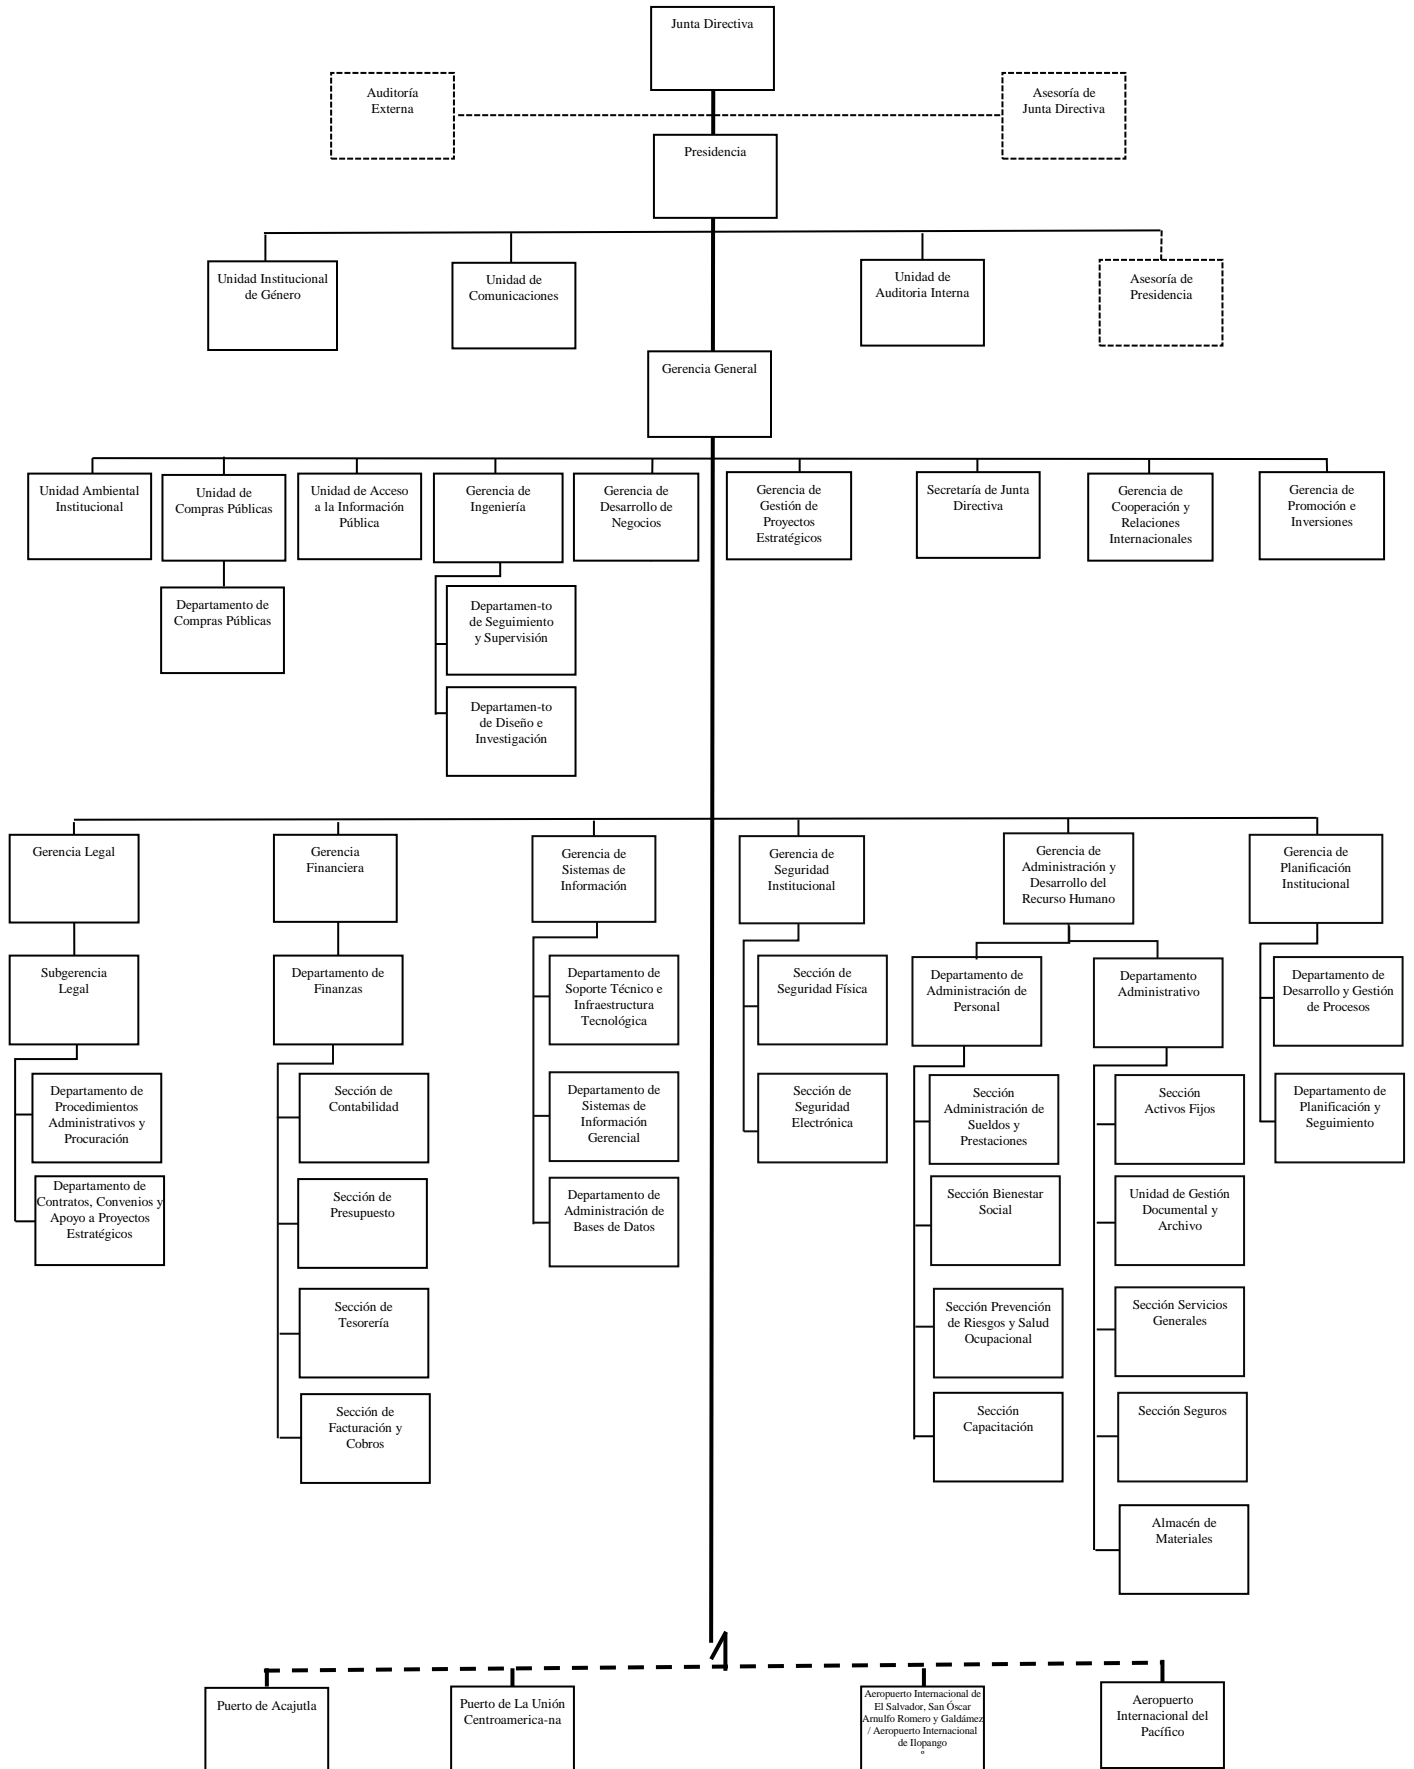 Junta Directiva
Auditoría
Externa
Asesoría de
Junta Directiva
Presidencia
Unidad Institucional
de Género
Unidad de
Comunicaciones
Unidad de
Auditoria Interna
Asesoría de
Presidencia
Gerencia General
Unidad Ambiental
Institucional
Unidad de
Compras Públicas
Unidad de Acceso
a la Información
Pública
Gerencia de
Ingeniería
Gerencia de
Desarrollo de
Negocios
Gerencia de
Gestión de
Proyectos
Estratégicos
Secretaría de Junta
Directiva
Gerencia de
Cooperación y
Relaciones
Internacionales
Gerencia de
Promoción e
Inversiones
Departamento de
Compras Públicas
Departamen-to
de Seguimiento
y Supervisión
Departamen-to
de Diseño e
Investigación
Gerencia Legal
Gerencia
Financiera
Gerencia de
Sistemas de
Información
Gerencia de
Seguridad
Institucional
Gerencia de
Administración y
Desarrollo del
Recurso Humano
Gerencia de
Planificación
Institucional
Subgerencia
Legal
Departamento de
Finanzas
Departamento de
Soporte Técnico e
Infraestructura
Tecnológica
Sección de
Seguridad Física
Departamento de
Administración de
Personal
Departamento
Administrativo
Departamento de
Desarrollo y Gestión
de Procesos
Departamento de
Procedimientos
Administrativos y
Procuración
Sección de
Contabilidad
Departamento de
Sistemas de
Información
Gerencial
Sección de
Seguridad
Electrónica
Sección
Administración de
Sueldos y
Prestaciones
Sección
Activos Fijos
Departamento de
Planificación y
Seguimiento
Departamento de
Contratos, Convenios y
Apoyo a Proyectos
Estratégicos
Sección de
Presupuesto
Departamento de
Administración de
Bases de Datos
Sección Bienestar
Social
Unidad de Gestión
Documental y
Archivo
Sección de
Tesorería
Sección Prevención
de Riesgos y Salud
Ocupacional
Sección Servicios
Generales
Sección de
Facturación y
Cobros
Sección
Capacitación
Sección Seguros
Almacén de
Materiales
Puerto de Acajutla
Puerto de La Unión
Centroamerica-na
Aeropuerto Internacional de
El Salvador, San Óscar
Arnulfo Romero y Galdámez
/ Aeropuerto Internacional
de Ilopango
º
Aeropuerto
Internacional del
Pacífico